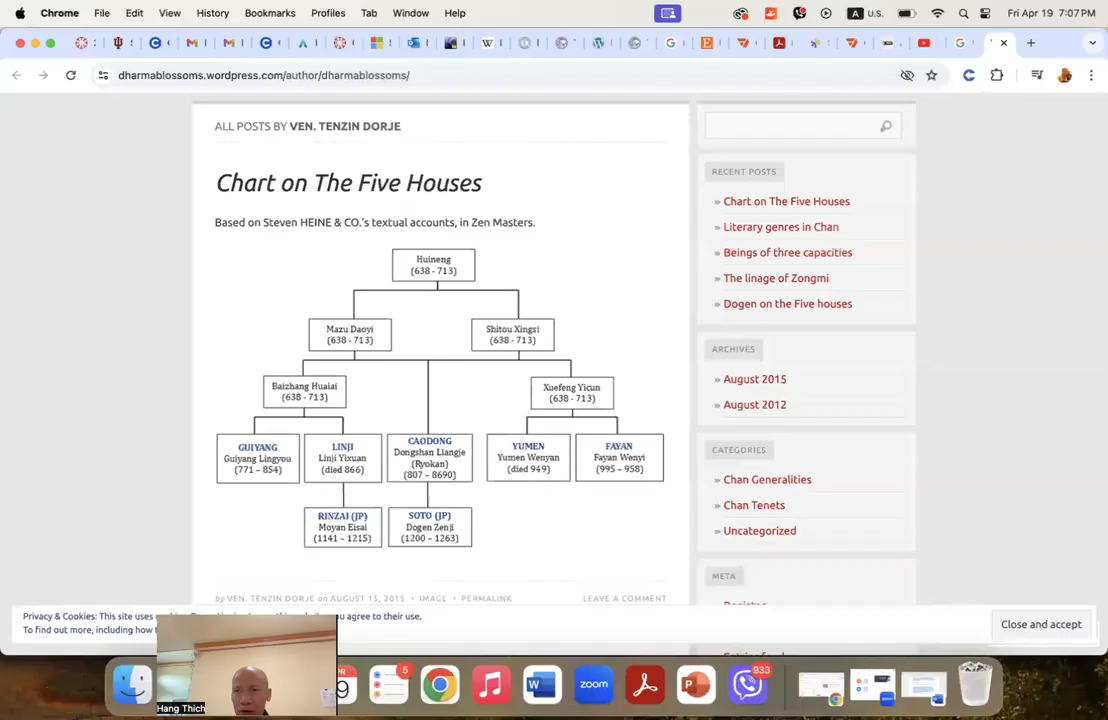 Chrome File Edit View History Bookmarks Profiles Tab Window Help U.S. Fri Apr 19 7:07 PM
dharmablossoms.wordpress.com/author/dharmablossoms/
ALL POSTS BY VEN. TENZIN DORJE
Chart on The Five Houses
Based on Steven HEINE & CO.'s textual accounts, in Zen Masters.
Huineng
(638 - 713)
Mazu Daoyi
(638 - 713)
Shitou Xingsi
(638 - 713)
Baizhang Huaiai
(638 - 713)
Xuefeng Yicun
(638 - 713)
GUIYANG
Guiyang Lingyou
(771 – 854)
LINJI
Linji Yixuan
(died 866)
CAODONG
Dongshan Liangje
(Ryokan)
(807 – 8690)
YUMEN
Yumen Wenyan
(died 949)
FAYAN
Fayan Wenyi
(995 – 958)
RINZAI (JP)
Moyan Eisai
(1141 – 1215)
SOTO (JP)
Dogen Zenji
(1200 – 1263)
by VEN. TENZIN DORJE on AUGUST 15, 2015 • IMAGE • PERMALINK
LEAVE A COMMENT
RECENT POSTS
» Chart on The Five Houses
» Literary genres in Chan
» Beings of three capacities
» The linage of Zongmi
» Dogen on the Five houses
ARCHIVES
» August 2015
» August 2012
CATEGORIES
» Chan Generalities
» Chan Tenets
» Uncategorized
META
Privacy & Cookies: This site uses
you agree to their use.
To find out more, including how
Close and accept
Hang Thich
5
zoom
933